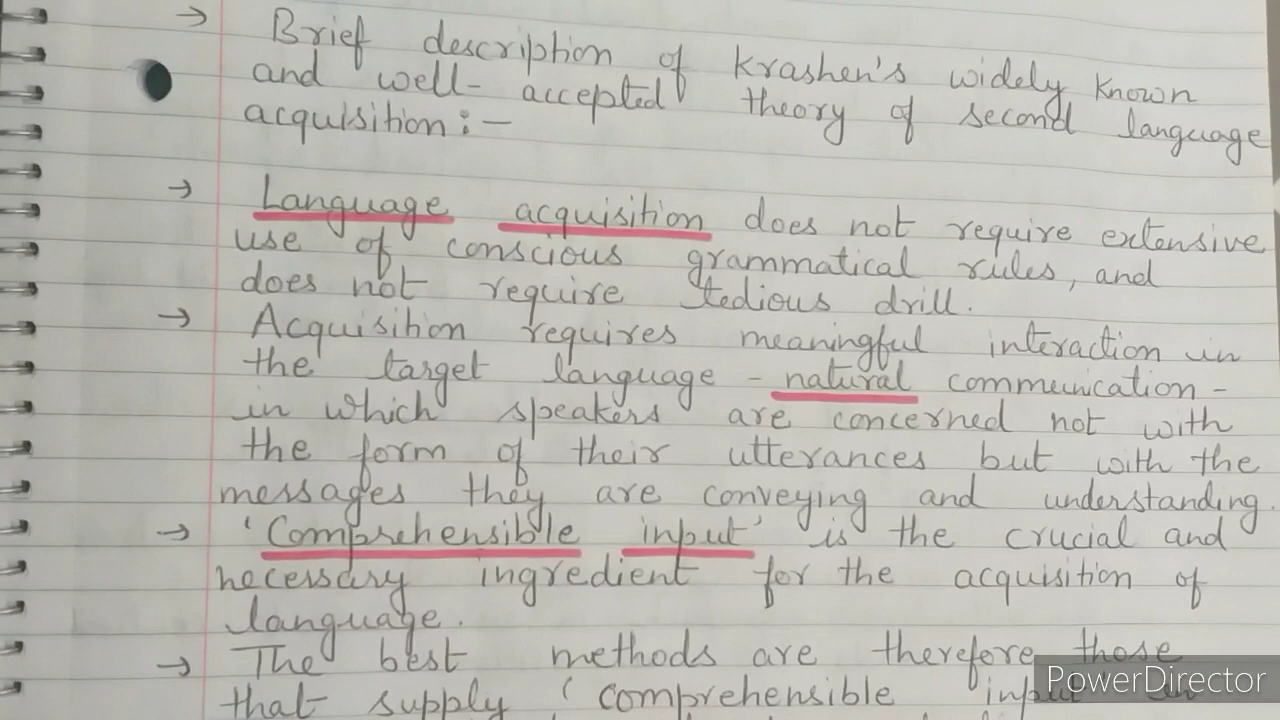 → Brief description of Krashen's widely known
and well-accepted theory of second language
acquisition:-
→ Language acquisition does not require extensive
use of conscious grammatical rules, and
does not require tedious drill.
→ Acquisition requires meaningful interaction in
the target language - natural communication -
in which speakers are concerned not with
the form of their utterances but with the
messages they are conveying and understanding.
→ 'Comprehensible input' is the crucial and
necessary ingredient for the acquisition of
language.
→ The best methods are therefore those
that supply 'comprehensible input in
PowerDirector